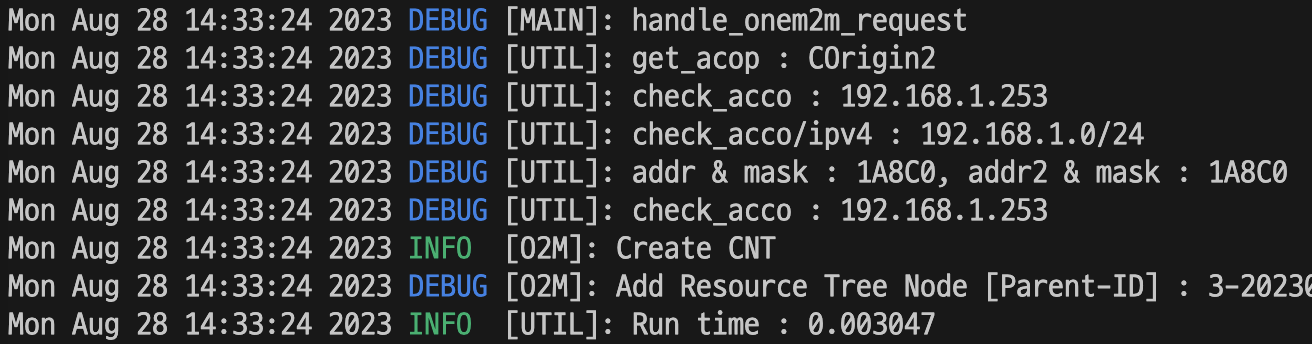 Mon Aug 28 14:33:24 2023 DEBUG [MAIN]: handle_onem2m_request
Mon Aug 28 14:33:24 2023 DEBUG [UTIL]: get_acop : COrigin2
Mon Aug 28 14:33:24 2023 DEBUG [UTIL]: check_acco : 192.168.1.253
Mon Aug 28 14:33:24 2023 DEBUG [UTIL]: check_acco/ipv4 : 192.168.1.0/24
Mon Aug 28 14:33:24 2023 DEBUG [UTIL]: addr & mask : 1A8C0, addr2 & mask : 1A8C0
Mon Aug 28 14:33:24 2023 DEBUG [UTIL]: check_acco : 192.168.1.253
Mon Aug 28 14:33:24 2023 INFO [O2M]: Create CNT
Mon Aug 28 14:33:24 2023 DEBUG [O2M]: Add Resource Tree Node [Parent-ID] : 3-20230
Mon Aug 28 14:33:24 2023 INFO [UTIL]: Run time : 0.003047